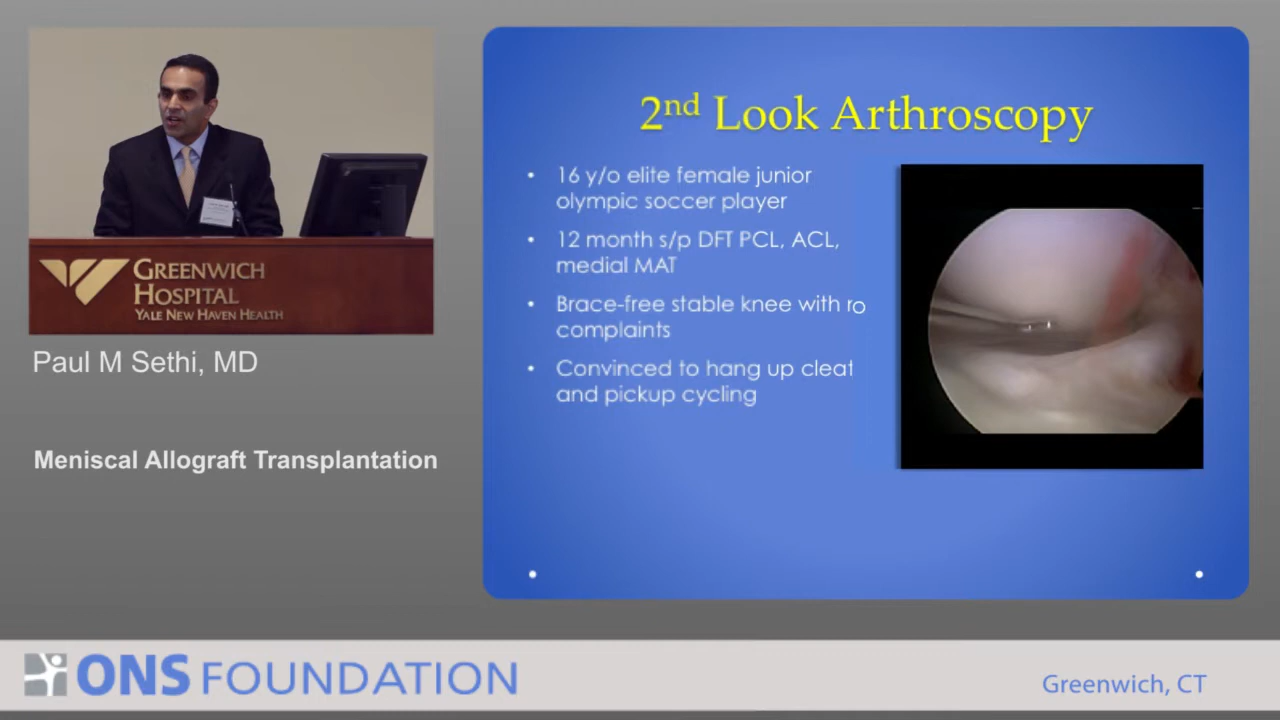 GREENWICH
HOSPITAL
YALE NEW HAVEN HEALTH
Paul M Sethi, MD
Meniscal Allograft Transplantation
2nd Look Arthroscopy
• 16 y/o elite female junior
olympic soccer player
• 12 month s/p DFT PCL, ACL,
medial MAT
• Brace-free stable knee with
complaints
• Convinced to hang up cleat
and pickup cycling
ONS FOUNDATION
Greenwich, CT